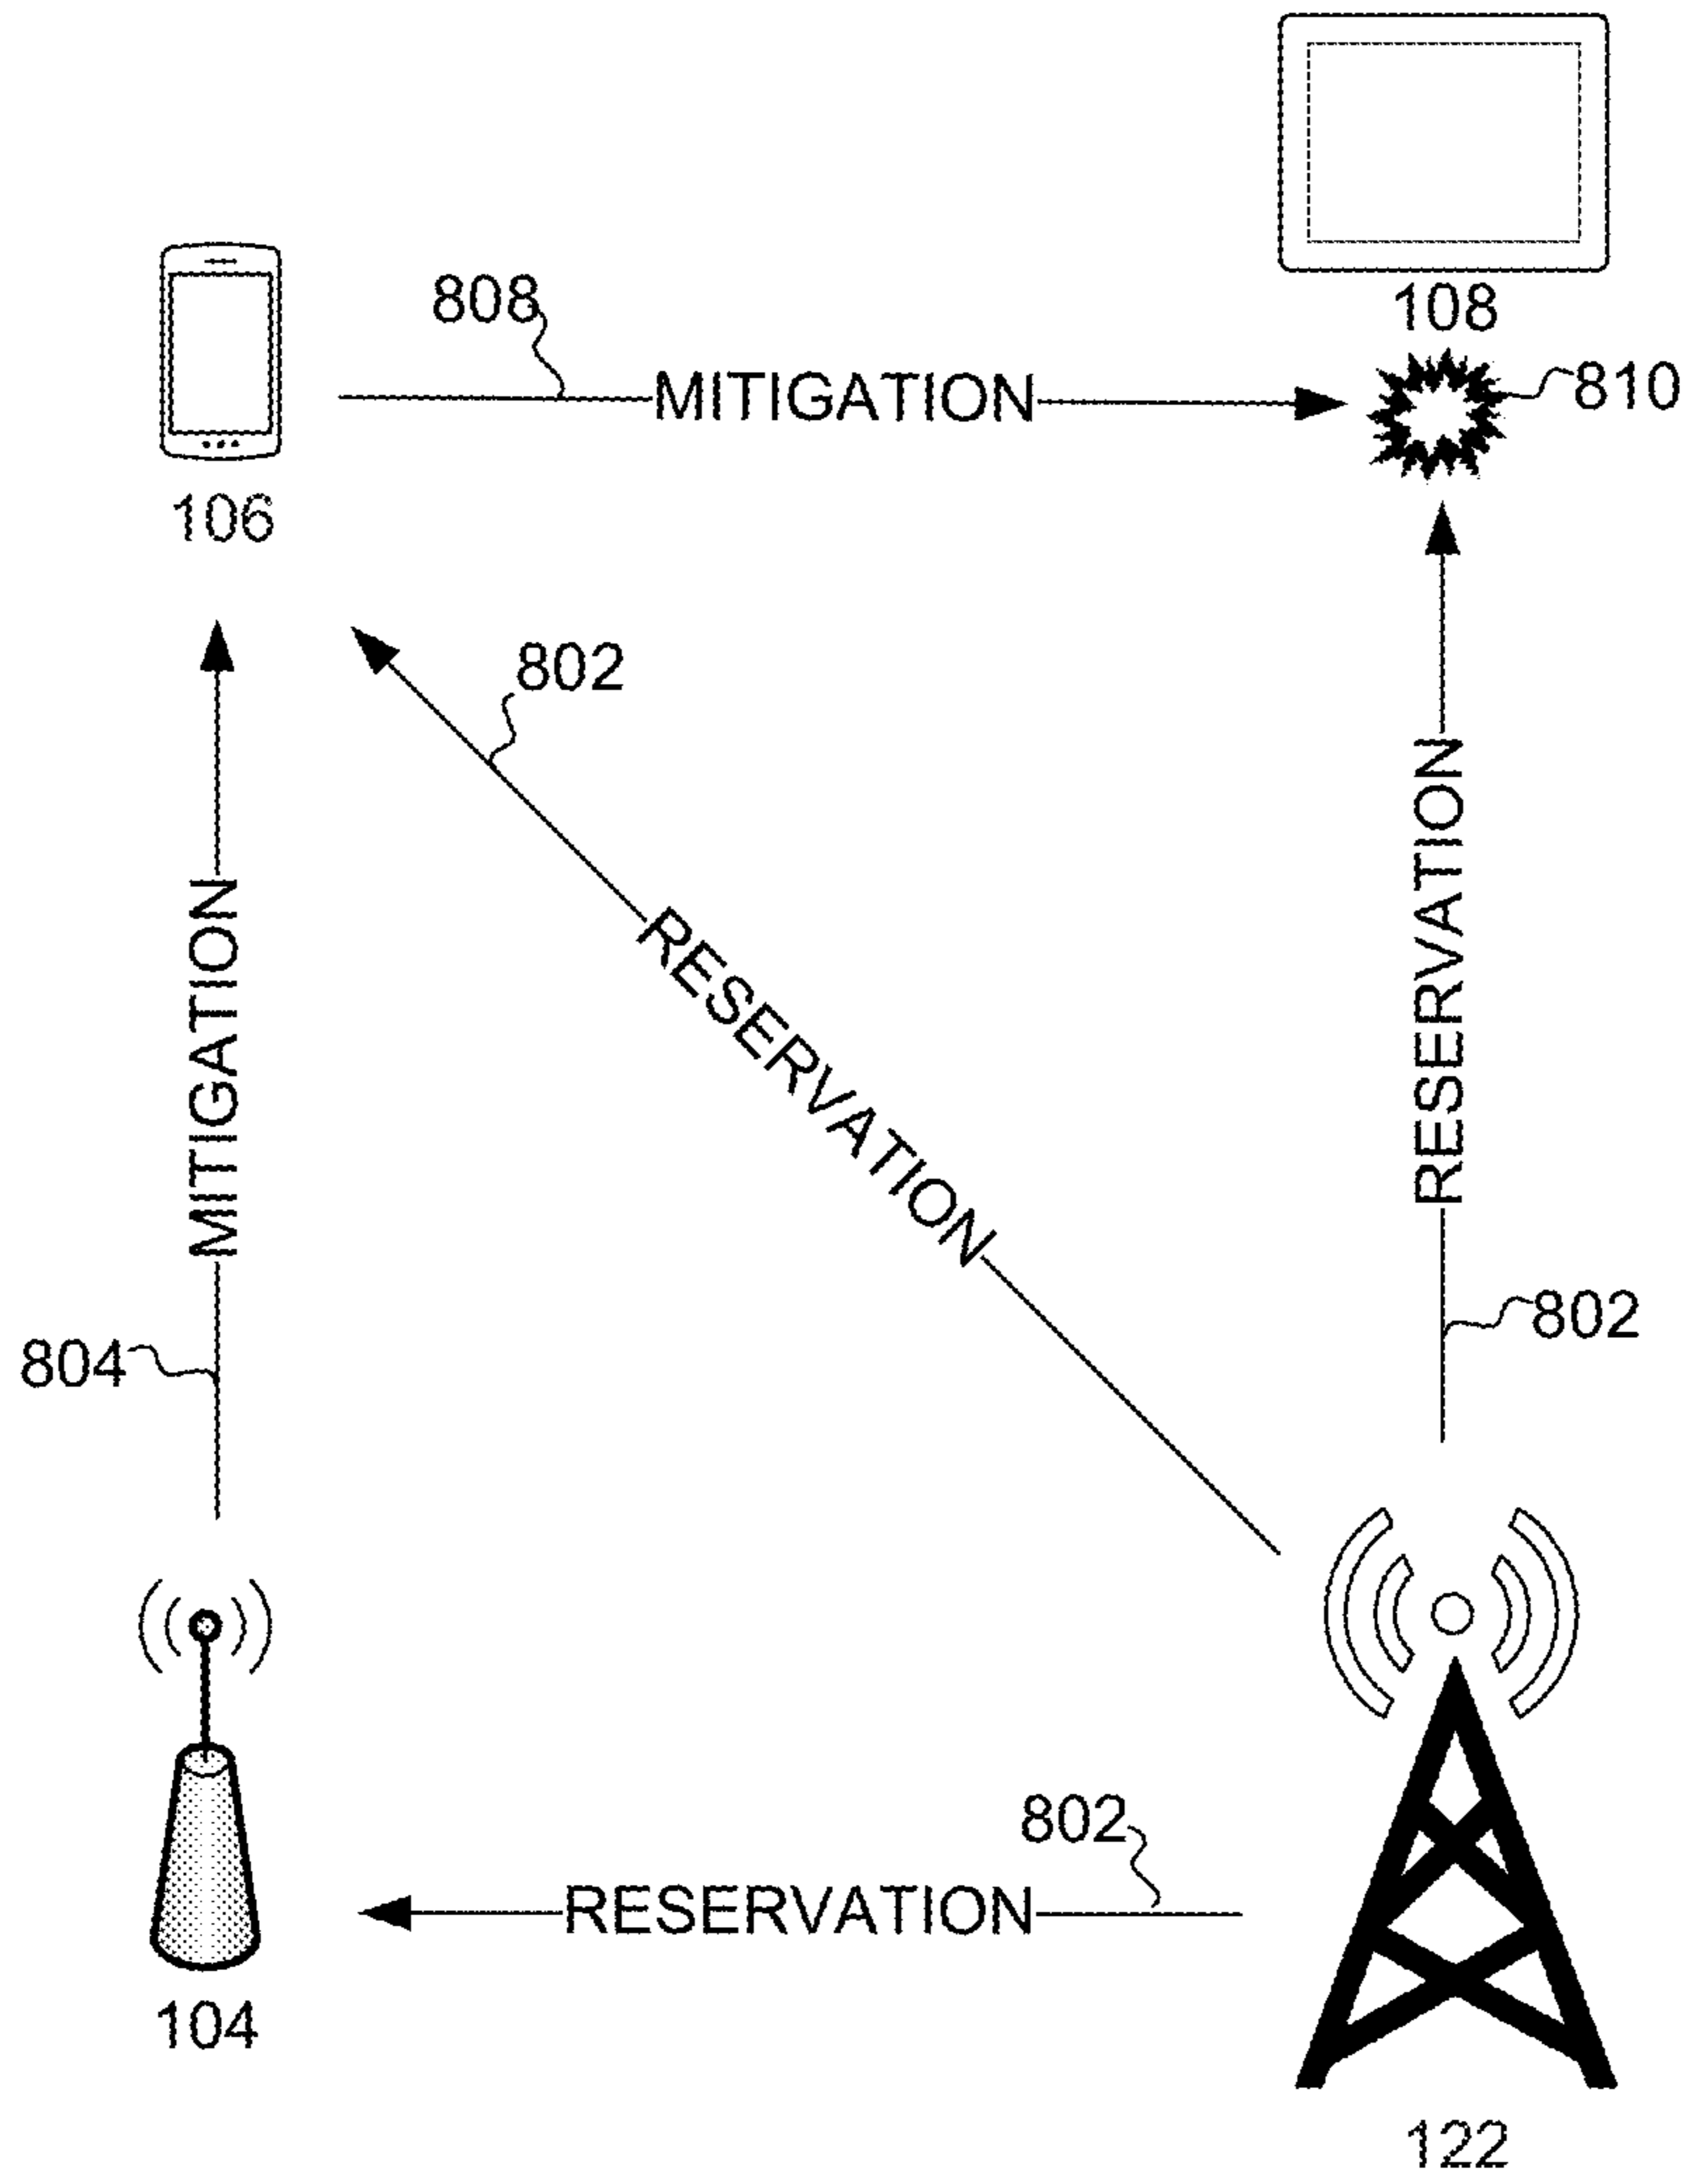 108
808
MITIGATION
810
106
802
RESERVATION
RESERVATION
MITIGATION
802
804
802
RESERVATION
104
122